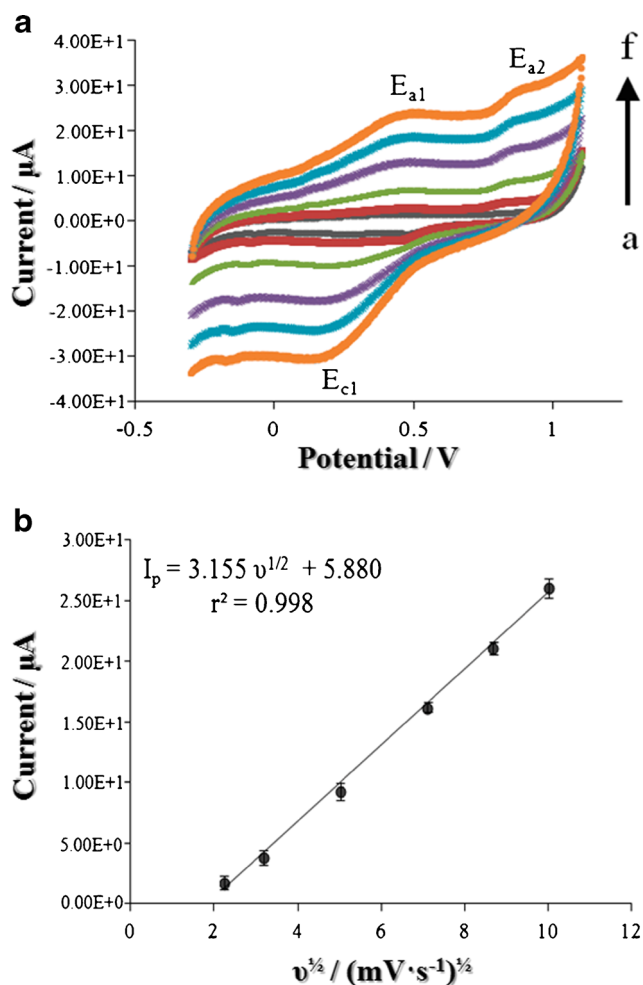 a
4.00E+1
3.00E+1
2.00E+1
1.00E+1
0.00E+0
-1.00E+1
-2.00E+1
-3.00E+1
-4.00E+1
Current / µA
Ea1
Ea2
Ec1
f
a
-0.5 0 0.5 1
Potential / V
b
3.00E+1
2.50E+1
2.00E+1
1.50E+1
1.00E+1
5.00E+0
0.00E+0
Current / µA
Ip = 3.155 υ1/2 + 5.880
r² = 0.998
0 2 4 6 8 10 12
υ½ / (mV·s⁻¹)½